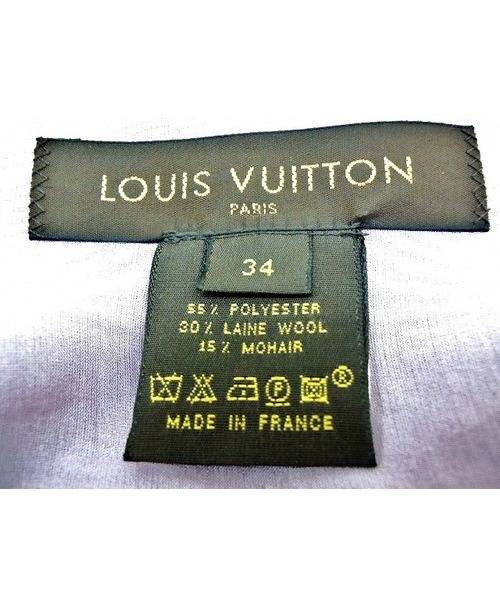 LOUIS VUITTON
PARIS
34
55% POLYESTER
30% LAINE WOOL
15% MOHAIR
P ®
MADE IN FRANCE